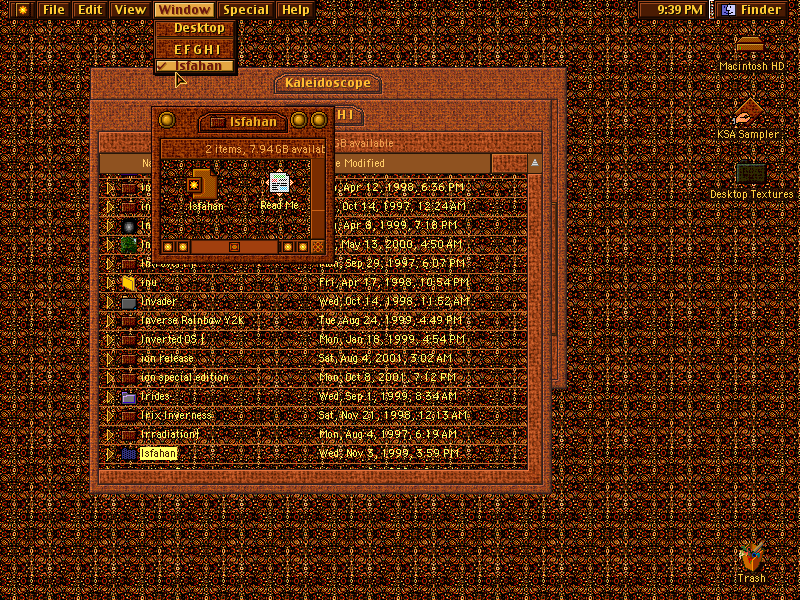 File Edit View Window Special Help 9:39 PM Finder
Desktop
E F G H I
Isfahan
Macintosh HD
Kaleidoscope
H I
Isfahan
KSA Sampler
2 items, 7.94 GB availat
GB available
Na
e Modified
Isfahan
Read Me
Desktop Textures
, Apr 12, 1998, 6:36 PM
, Oct 14, 1997, 12:24 AM
, Apr 8, 1999, 7:18 PM
, May 13, 2000, 4:50 AM
, Sep 29, 1997, 6:07 PM
inu Fri, Apr 17, 1998, 10:54 PM
Invader Wed, Oct 14, 1998, 11:52 AM
Inverse Rainbow Y2K Tue, Aug 24, 1999, 4:49 PM
Inverted OS Mon, Jan 18, 1999, 4:54 PM
ion release Sat, Aug 4, 2001, 3:02 AM
ion special edition Mon, Oct 8, 2001, 7:12 PM
Irides Wed, Sep 1, 1999, 8:34 AM
Irix Inverness Sat, Nov 21, 1998, 12:13 AM
Irradiation Mon, Aug 4, 1997, 6:19 AM
Isfahan Wed, Nov 3, 1999, 3:59 PM
Trash